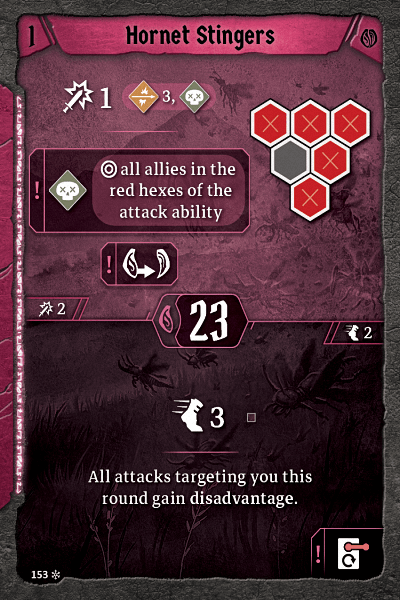 1
Hornet Stingers
1
3,
!
all allies in the
red hexes of the
attack ability
!
2
23
2
3
All attacks targeting you this
round gain disadvantage.
!
153